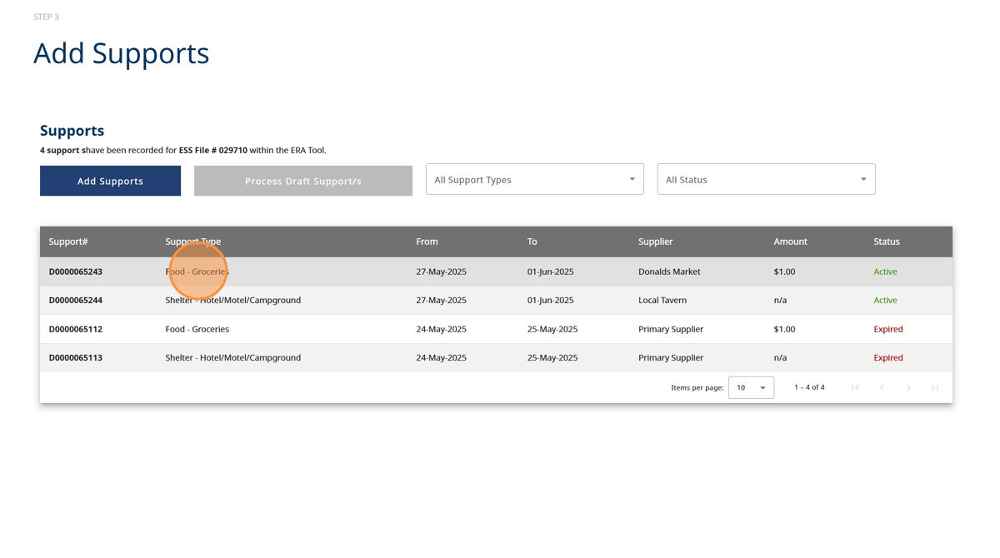 STEP 3
Add Supports
Supports
4 support shave been recorded for ESS File # 029710 within the ERA Tool.
Add Supports Process Draft Support/s All Support Types All Status
Support# Support Type From To Supplier Amount Status
D0000065243 Food - Groceries 27-May-2025 01-Jun-2025 Donalds Market $1.00 Active
D0000065244 Shelter - Hotel/Motel/Campground 27-May-2025 01-Jun-2025 Local Tavern n/a Active
D0000065112 Food - Groceries 24-May-2025 25-May-2025 Primary Supplier $1.00 Expired
D0000065113 Shelter - Hotel/Motel/Campground 24-May-2025 25-May-2025 Primary Supplier n/a Expired
Items per page: 10 1 – 4 of 4